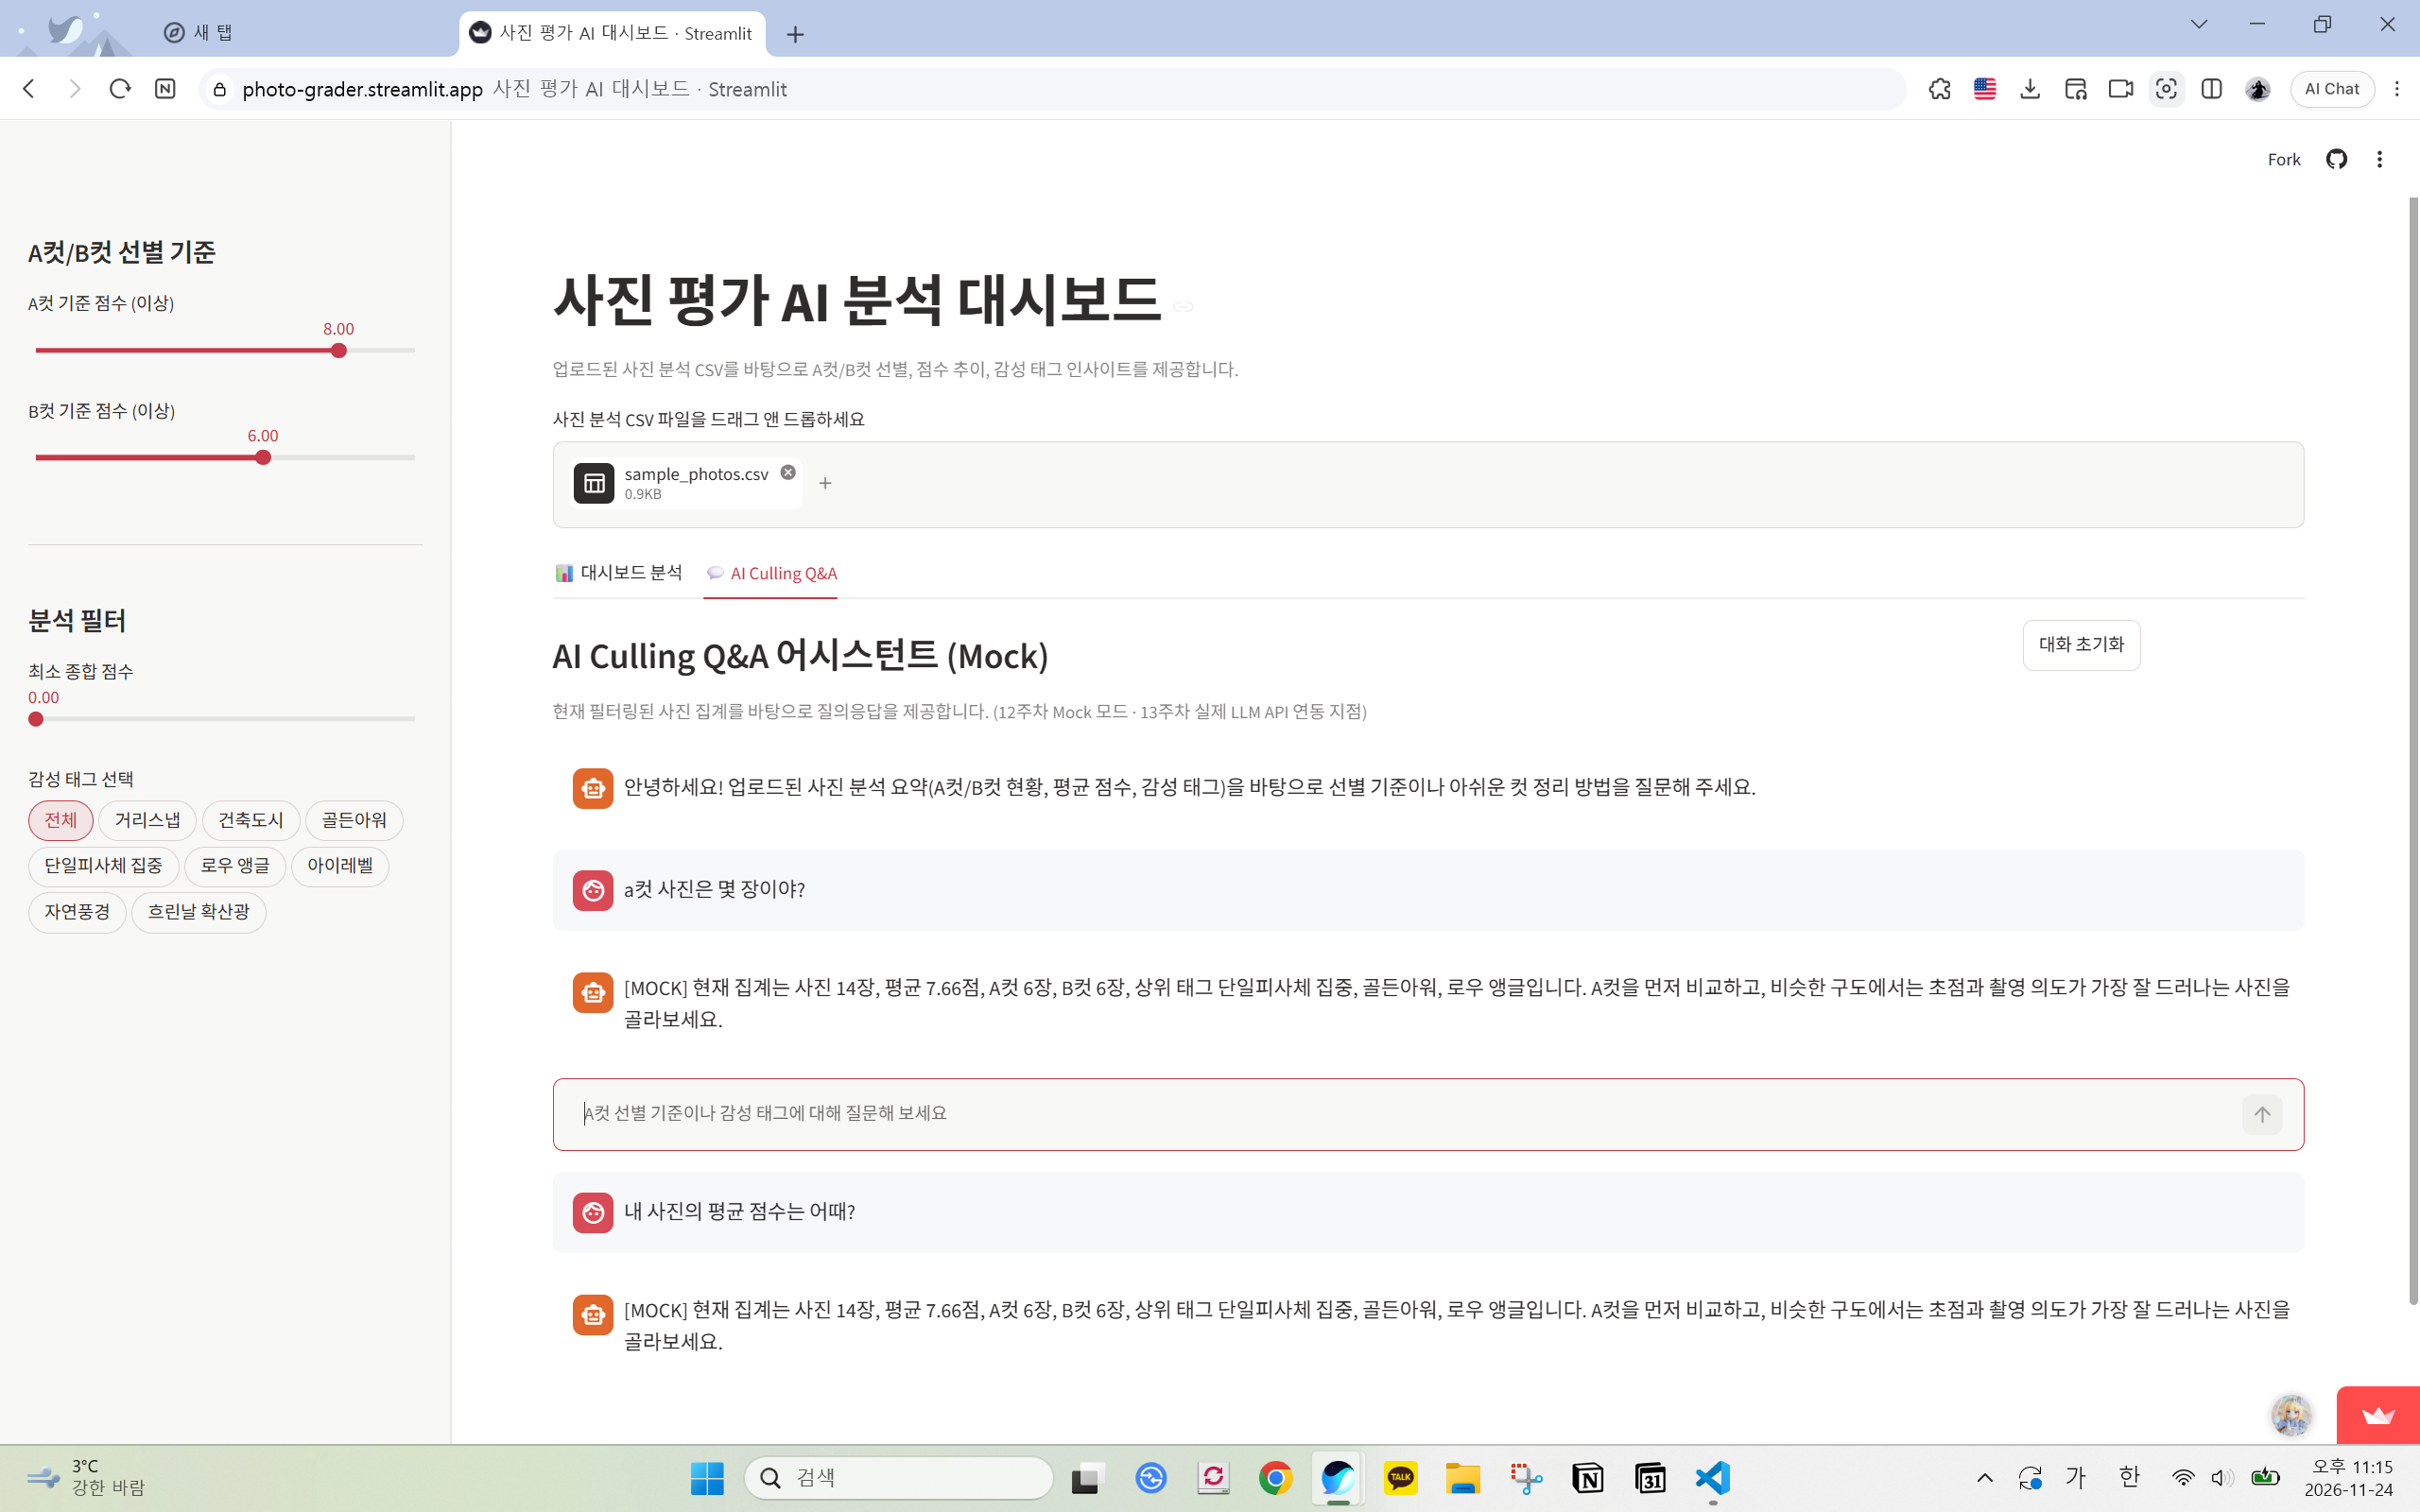 새 탭
사진 평가 AI 대시보드 · Streamlit
photo-grader.streamlit.app 사진 평가 AI 대시보드 · Streamlit
AI Chat
Fork
A컷/B컷 선별 기준
A컷 기준 점수 (이상)
8.00
B컷 기준 점수 (이상)
6.00
분석 필터
최소 종합 점수
0.00
감성 태그 선택
전체 거리스냅 건축도시 골든아워
단일피사체 집중 로우 앵글 아이레벨
자연풍경 흐린날 확산광
사진 평가 AI 분석 대시보드
업로드된 사진 분석 CSV를 바탕으로 A컷/B컷 선별, 점수 추이, 감성 태그 인사이트를 제공합니다.
사진 분석 CSV 파일을 드래그 앤 드롭하세요
sample_photos.csv
0.9KB
대시보드 분석 AI Culling Q&A
AI Culling Q&A 어시스턴트 (Mock)
대화 초기화
현재 필터링된 사진 집계를 바탕으로 질의응답을 제공합니다. (12주차 Mock 모드 · 13주차 실제 LLM API 연동 지점)
안녕하세요! 업로드된 사진 분석 요약(A컷/B컷 현황, 평균 점수, 감성 태그)을 바탕으로 선별 기준이나 아쉬운 컷 정리 방법을 질문해 주세요.
a컷 사진은 몇 장이야?
[MOCK] 현재 집계는 사진 14장, 평균 7.66점, A컷 6장, B컷 6장, 상위 태그 단일피사체 집중, 골든아워, 로우 앵글입니다. A컷을 먼저 비교하고, 비슷한 구도에서는 초점과 촬영 의도가 가장 잘 드러나는 사진을
골라보세요.
A컷 선별 기준이나 감성 태그에 대해 질문해 보세요
내 사진의 평균 점수는 어때?
[MOCK] 현재 집계는 사진 14장, 평균 7.66점, A컷 6장, B컷 6장, 상위 태그 단일피사체 집중, 골든아워, 로우 앵글입니다. A컷을 먼저 비교하고, 비슷한 구도에서는 초점과 촬영 의도가 가장 잘 드러나는 사진을
골라보세요.
3°C
강한 바람
검색
TALK
31
가 한
오후 11:15
2026-11-24